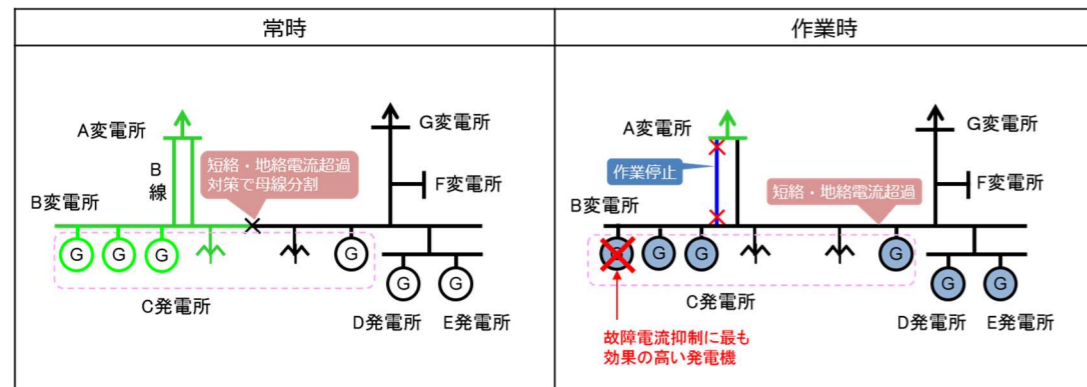 常時
作業時
A変電所
G変電所
B線
短絡・地絡電流超過
対策で母線分割
F変電所
B変電所
G
G
G
G
C発電所
G
G
D発電所
E発電所
A変電所
G変電所
作業停止
短絡・地絡電流超過
F変電所
B変電所
G
G
G
G
C発電所
G
G
D発電所
E発電所
故障電流抑制に最も
効果の高い発電機